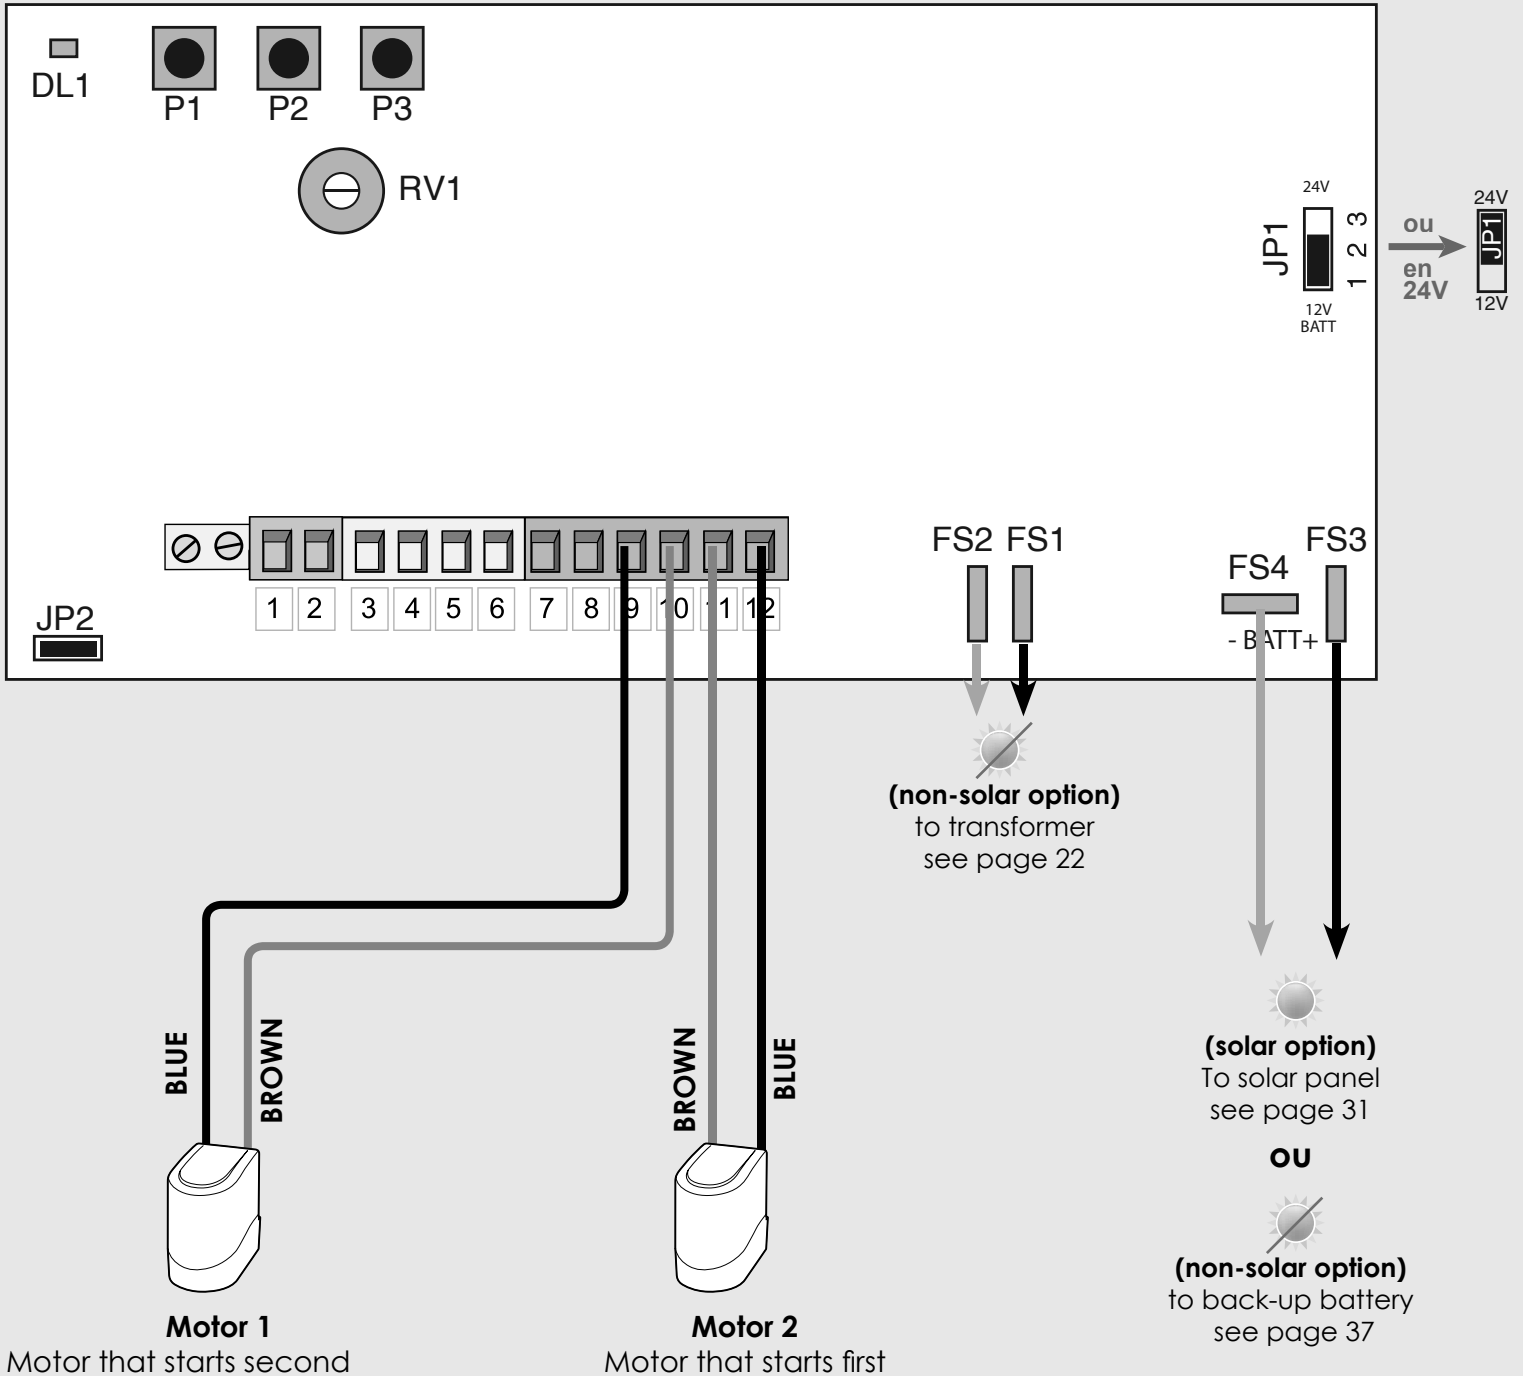 DL1
P1 P2 P3
RV1
24V
JP1
3
2
1
12V
BATT
ou
en
24V
24V
JP1
12V
JP2
1 2 3 4 5 6 7 8 9 10 11 12
FS2 FS1
FS4
FS3
- BATT+
(non-solar option)
to transformer
see page 22
BLUE
BROWN
BROWN
BLUE
(solar option)
To solar panel
see page 31
ou
(non-solar option)
to back-up battery
see page 37
Motor 1
Motor that starts second
Motor 2
Motor that starts first